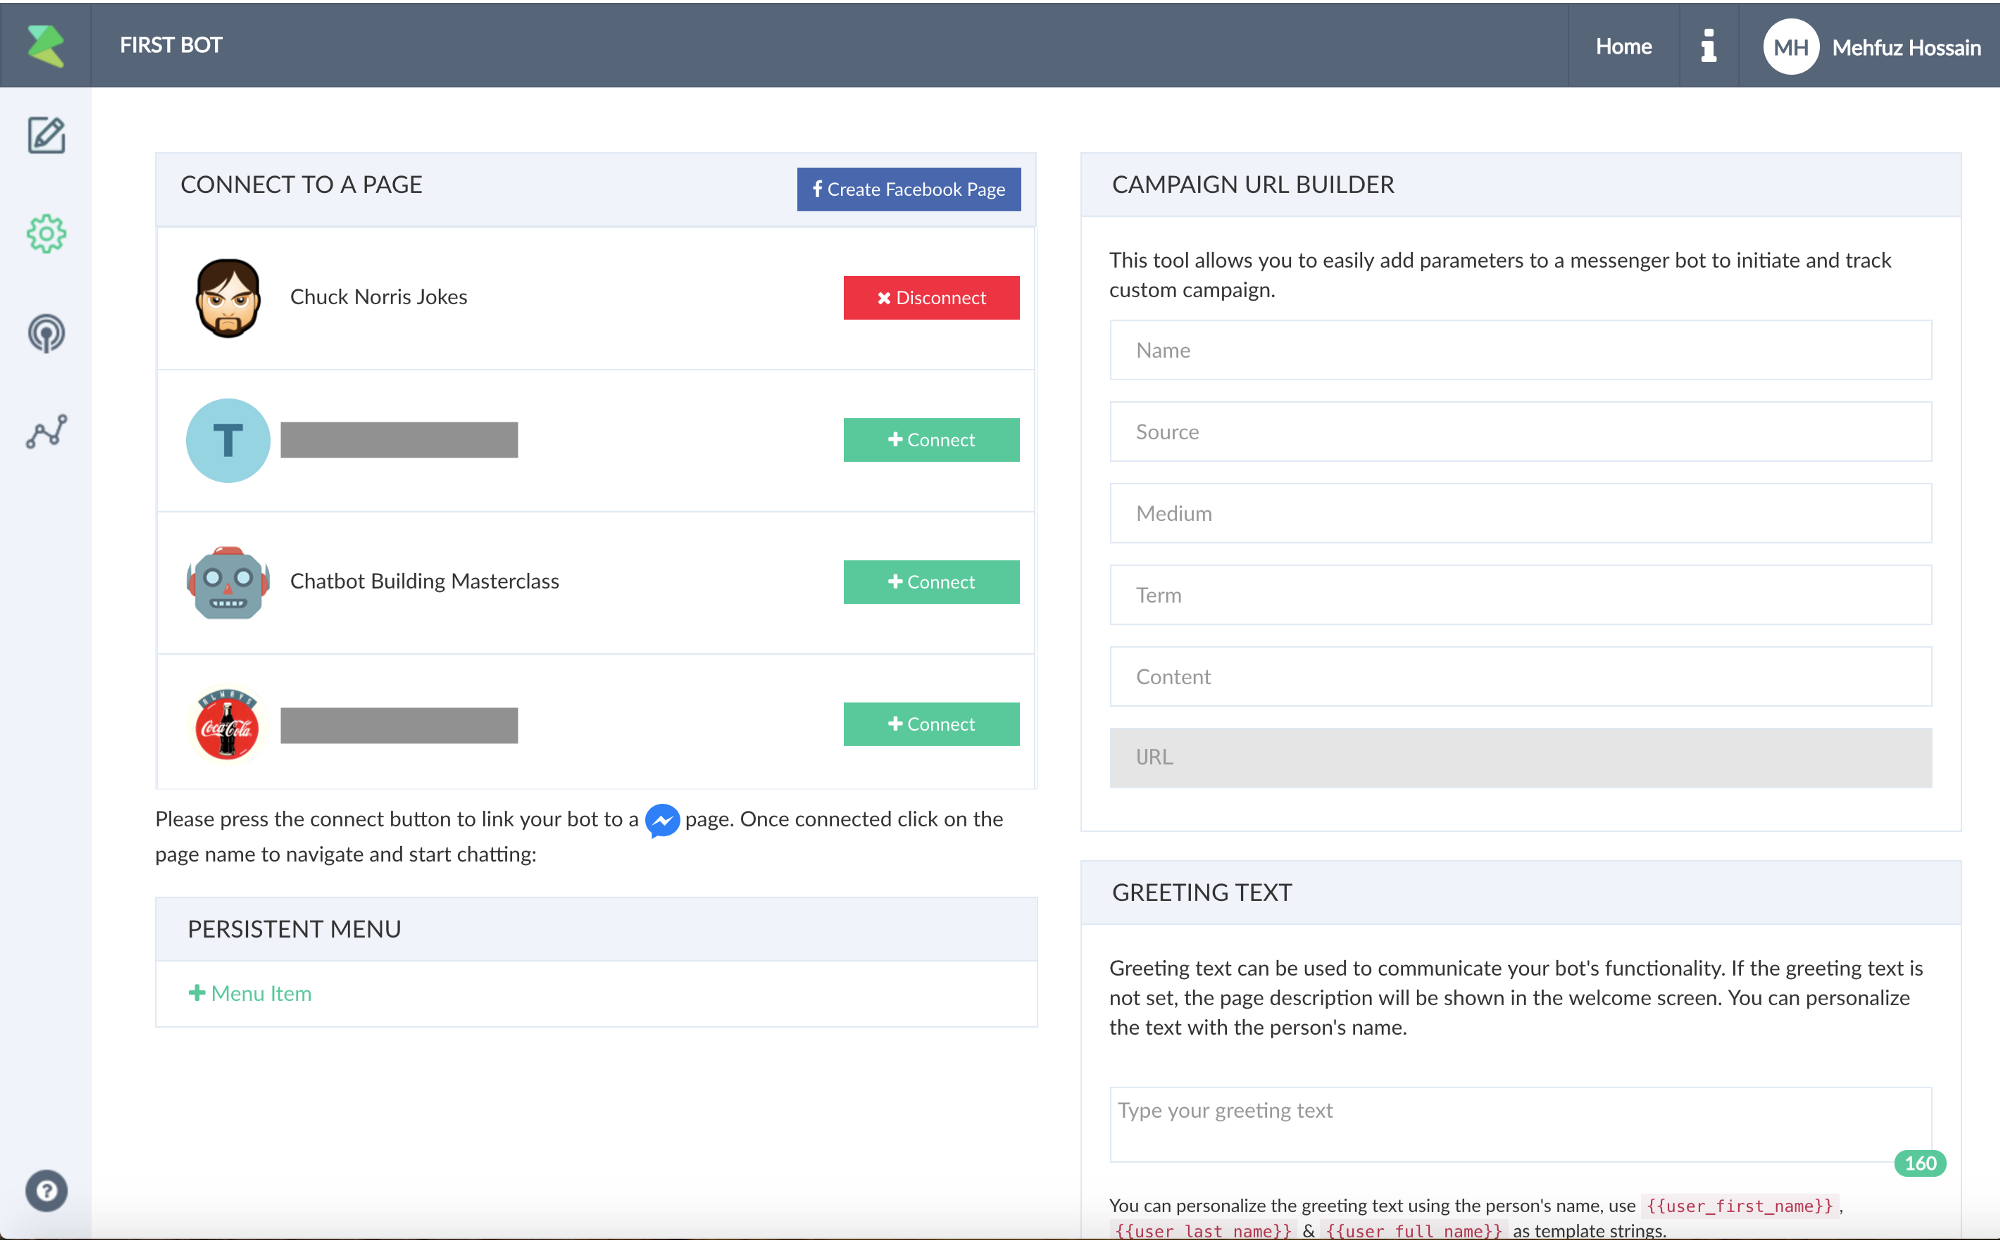 FIRST BOT
Home
MH
Mehfuz Hossain
CONNECT TO A PAGE
Create Facebook Page
Chuck Norris Jokes
Disconnect
T
Connect
Chatbot Building Masterclass
Connect
ALWAYS
Coca-Cola
Connect
Please press the connect button to link your bot to a page. Once connected click on the
page name to navigate and start chatting:
PERSISTENT MENU
Menu Item
CAMPAIGN URL BUILDER
This tool allows you to easily add parameters to a messenger bot to initiate and track
custom campaign.
Name
Source
Medium
Term
Content
URL
GREETING TEXT
Greeting text can be used to communicate your bot's functionality. If the greeting text is
not set, the page description will be shown in the welcome screen. You can personalize
the text with the person's name.
Type your greeting text
160
You can personalize the greeting text using the person's name, use {{user_first_name}} ,
{{user_last_name}} & {{user_full_name}} as template strings.